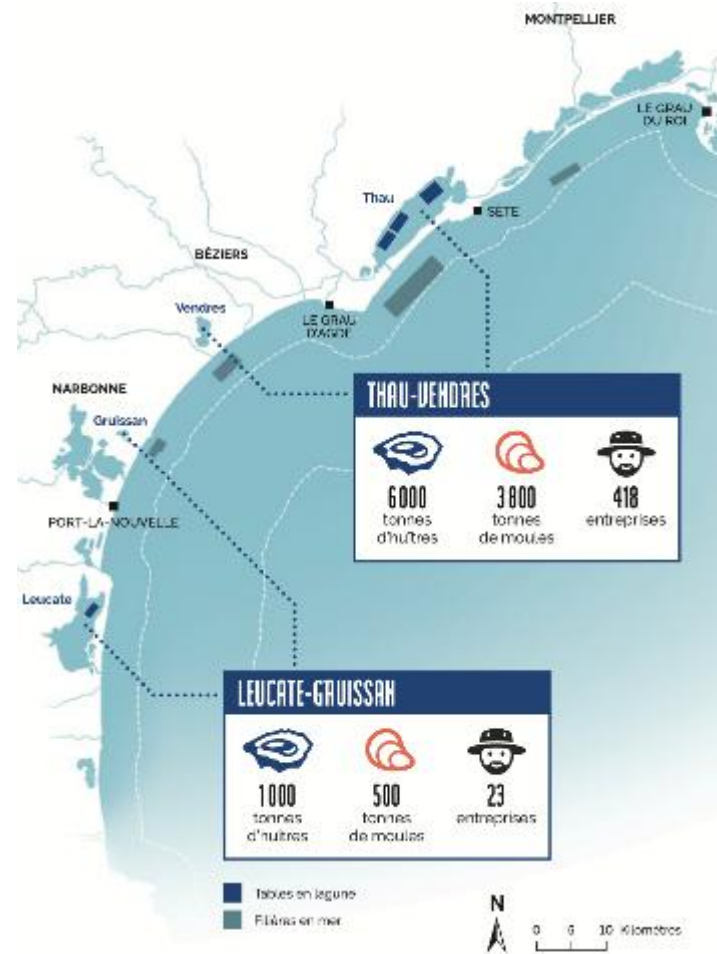 MONTPELLIER
LE GRAU
DU ROI
Thau
SETE
BÉZIERS
Vendres
LE GRAU
D'AGDE
NARBONNE
Gruissan
THAU-VENDRES
6000
tonnes
d'huîtres
3800
tonnes
de moules
418
entreprises
PORT-LA-NOUVELLE
Leucate
LEUCATE-GRUISSAN
1000
tonnes
d'huîtres
500
tonnes
de moules
23
entreprises
Tables en lagune
Filières en mer
N
0 5 10 Kilomètres